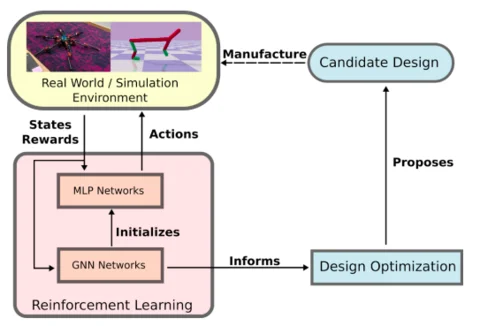 Manufacture
Candidate Design
Real World / Simulation
Environment
States
Rewards
Actions
Proposes
MLP Networks
Initializes
GNN Networks
Informs
Design Optimization
Reinforcement Learning